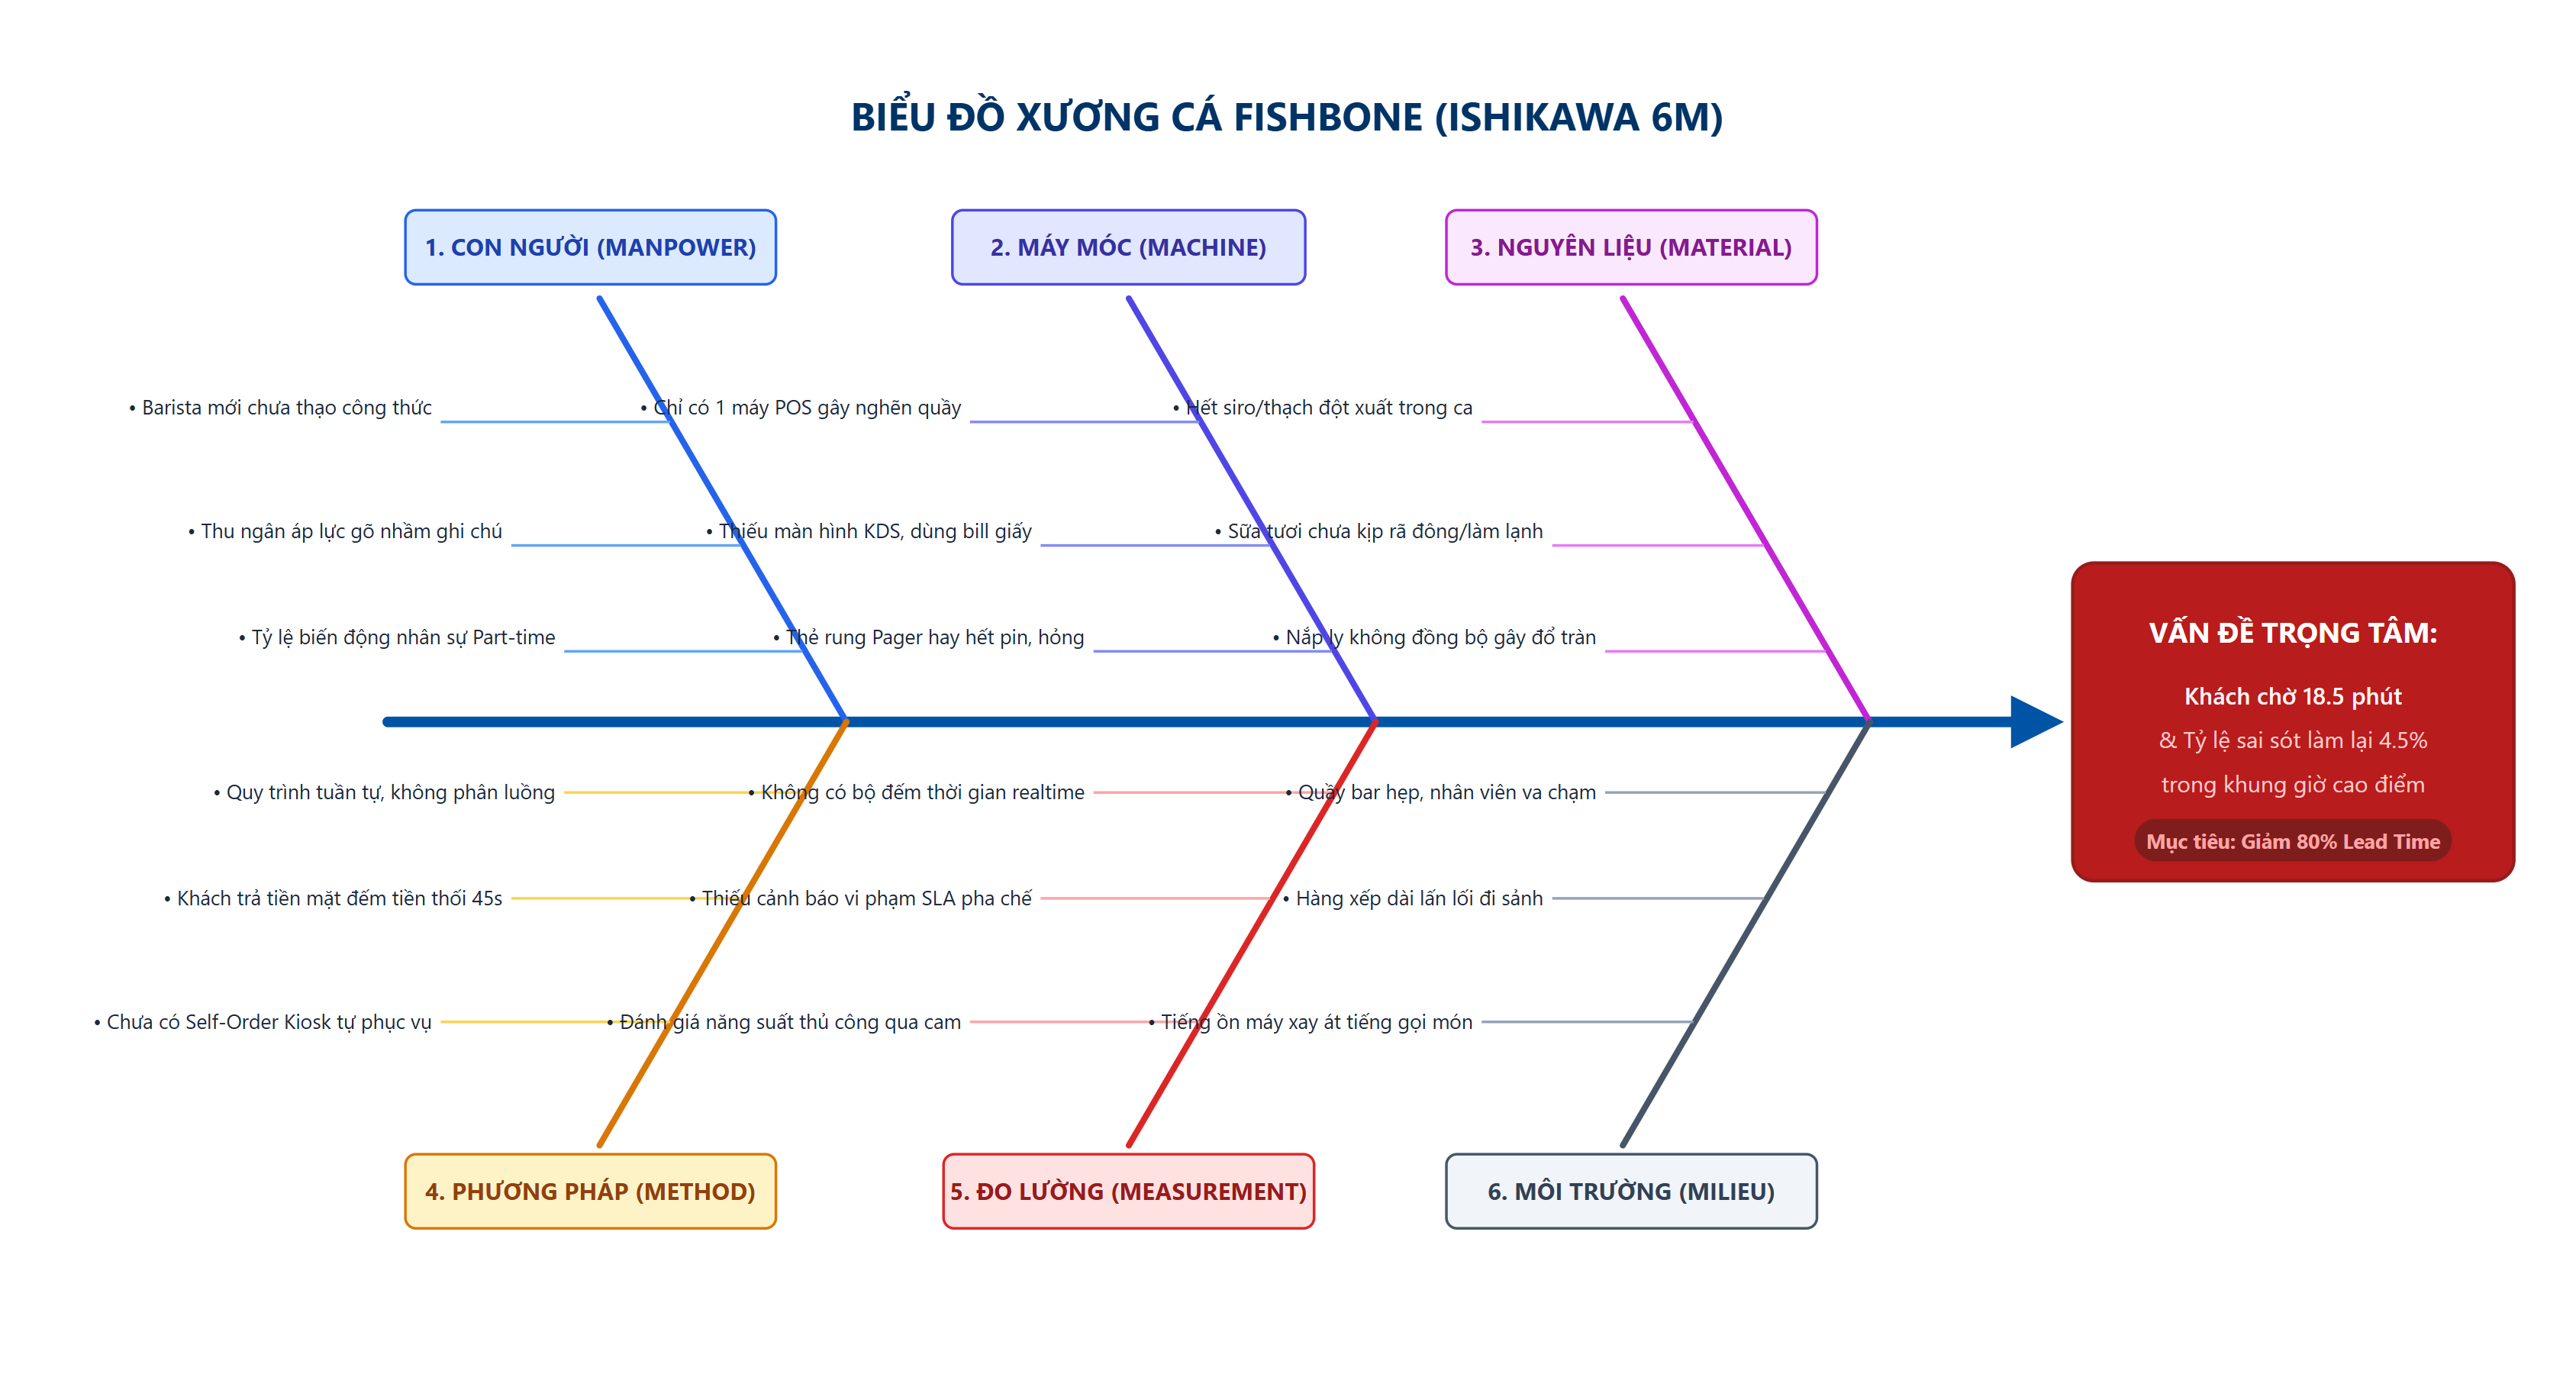 BIỂU ĐỒ XƯƠNG CÁ FISHBONE (ISHIKAWA 6M)
1. CON NGƯỜI (MANPOWER)
• Barista mới chưa thạo công thức
• Thu ngân áp lực gõ nhầm ghi chú
• Tỷ lệ biến động nhân sự Part-time
2. MÁY MÓC (MACHINE)
• Chỉ có 1 máy POS gây nghẽn quầy
• Thiếu màn hình KDS, dùng bill giấy
• Thẻ rung Pager hay hết pin, hỏng
3. NGUYÊN LIỆU (MATERIAL)
• Hết siro/thạch đột xuất trong ca
• Sữa tươi chưa kịp rã đông/làm lạnh
• Nắp ly không đồng bộ gây đổ tràn
VẤN ĐỀ TRỌNG TÂM:
Khách chờ 18.5 phút
& Tỷ lệ sai sót làm lại 4.5%
trong khung giờ cao điểm
Mục tiêu: Giảm 80% Lead Time
• Quy trình tuần tự, không phân luồng
• Khách trả tiền mặt đếm tiền thối 45s
• Chưa có Self-Order Kiosk tự phục vụ
4. PHƯƠNG PHÁP (METHOD)
• Không có bộ đếm thời gian realtime
• Thiếu cảnh báo vi phạm SLA pha chế
• Đánh giá năng suất thủ công qua cam
5. ĐO LƯỜNG (MEASUREMENT)
• Quầy bar hẹp, nhân viên va chạm
• Hàng xếp dài lấn lối đi sảnh
• Tiếng ồn máy xay át tiếng gọi món
6. MÔI TRƯỜNG (MILIEU)